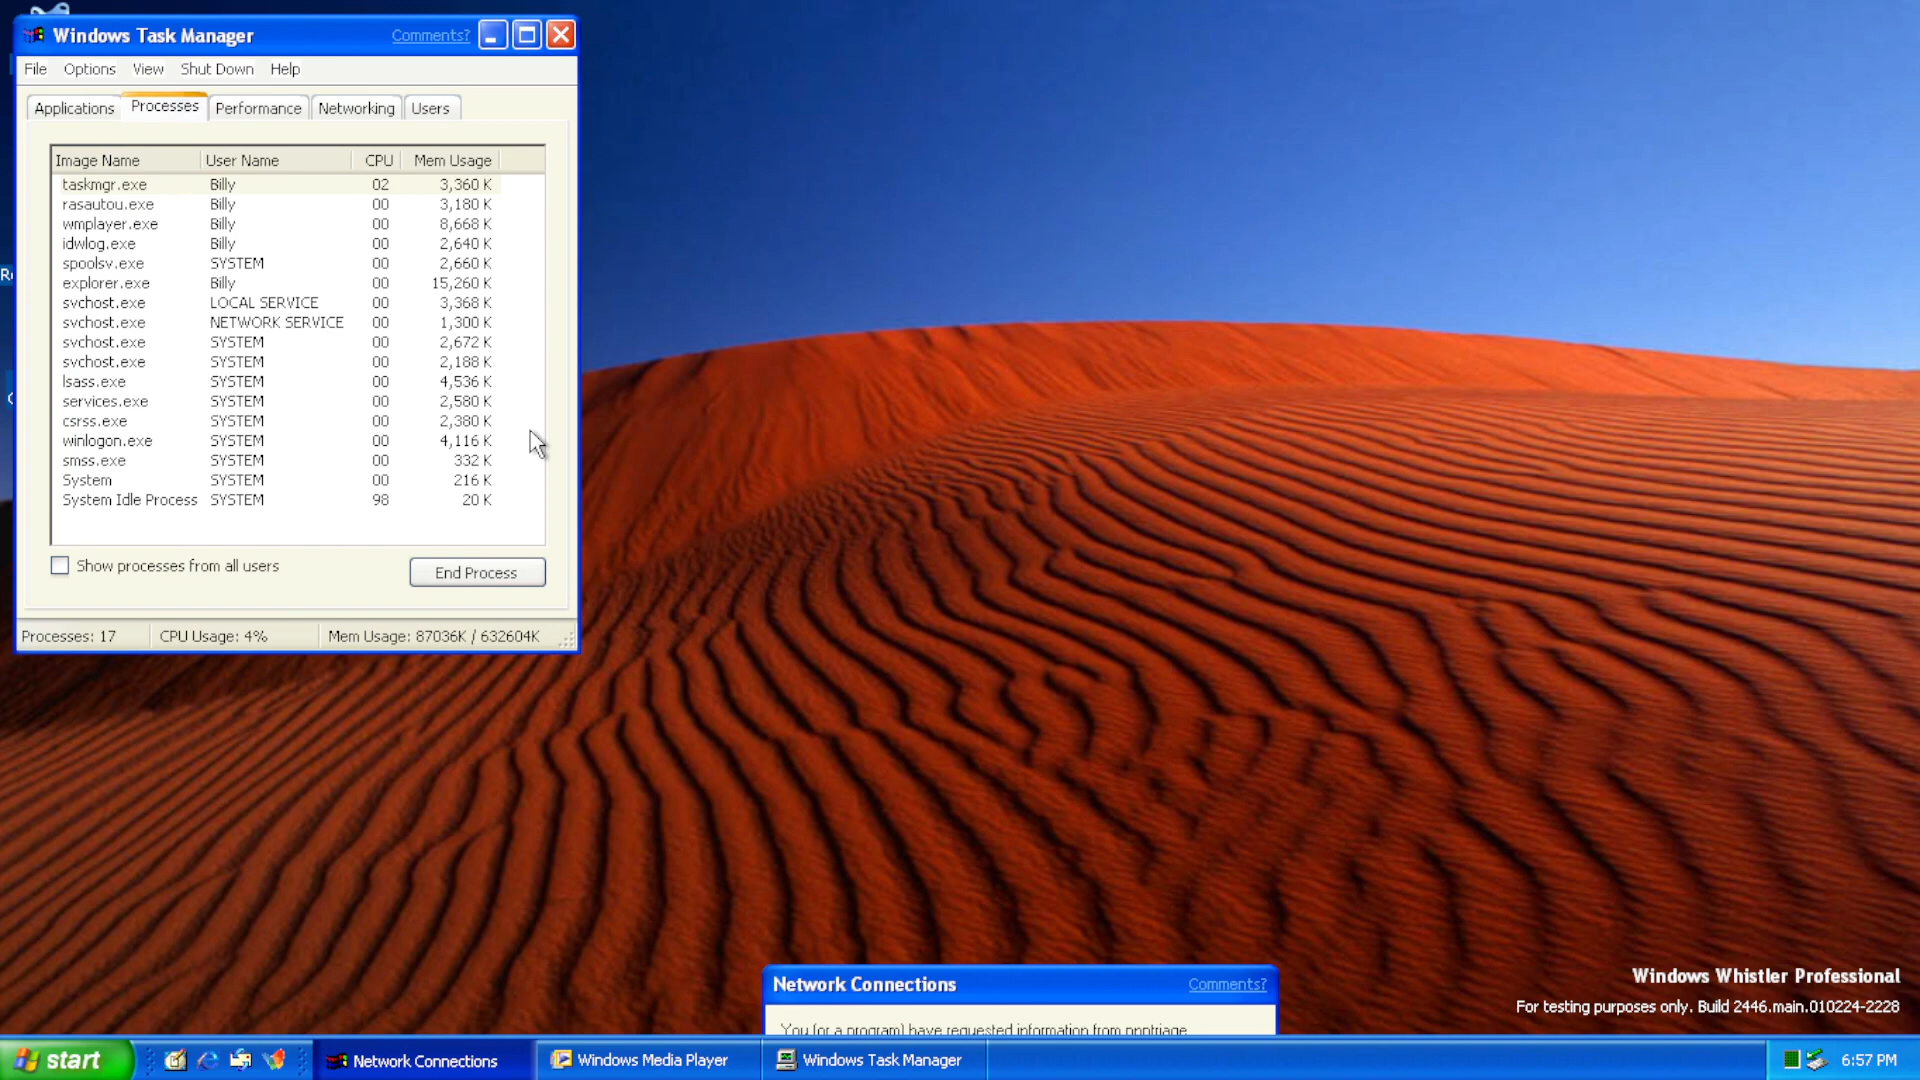 Windows Task Manager Comments?
File Options View Shut Down Help
Applications Processes Performance Networking Users
Image Name User Name CPU Mem Usage
taskmgr.exe Billy 02 3,360 K
rasautou.exe Billy 00 3,180 K
wmplayer.exe Billy 00 8,668 K
idwlog.exe Billy 00 2,640 K
spoolsv.exe SYSTEM 00 2,660 K
explorer.exe Billy 00 15,260 K
svchost.exe LOCAL SERVICE 00 3,368 K
svchost.exe NETWORK SERVICE 00 1,300 K
svchost.exe SYSTEM 00 2,672 K
svchost.exe SYSTEM 00 2,188 K
lsass.exe SYSTEM 00 4,536 K
services.exe SYSTEM 00 2,580 K
csrss.exe SYSTEM 00 2,380 K
winlogon.exe SYSTEM 00 4,116 K
smss.exe SYSTEM 00 332 K
System SYSTEM 00 216 K
System Idle Process SYSTEM 98 20 K
Show processes from all users
End Process
Processes: 17 CPU Usage: 4% Mem Usage: 87036K / 632604K
Network Connections Comments?
You (or a program) have requested information from
Windows Whistler Professional
For testing purposes only. Build 2446.main.010224-2228
start Network Connections Windows Media Player Windows Task Manager 6:57 PM